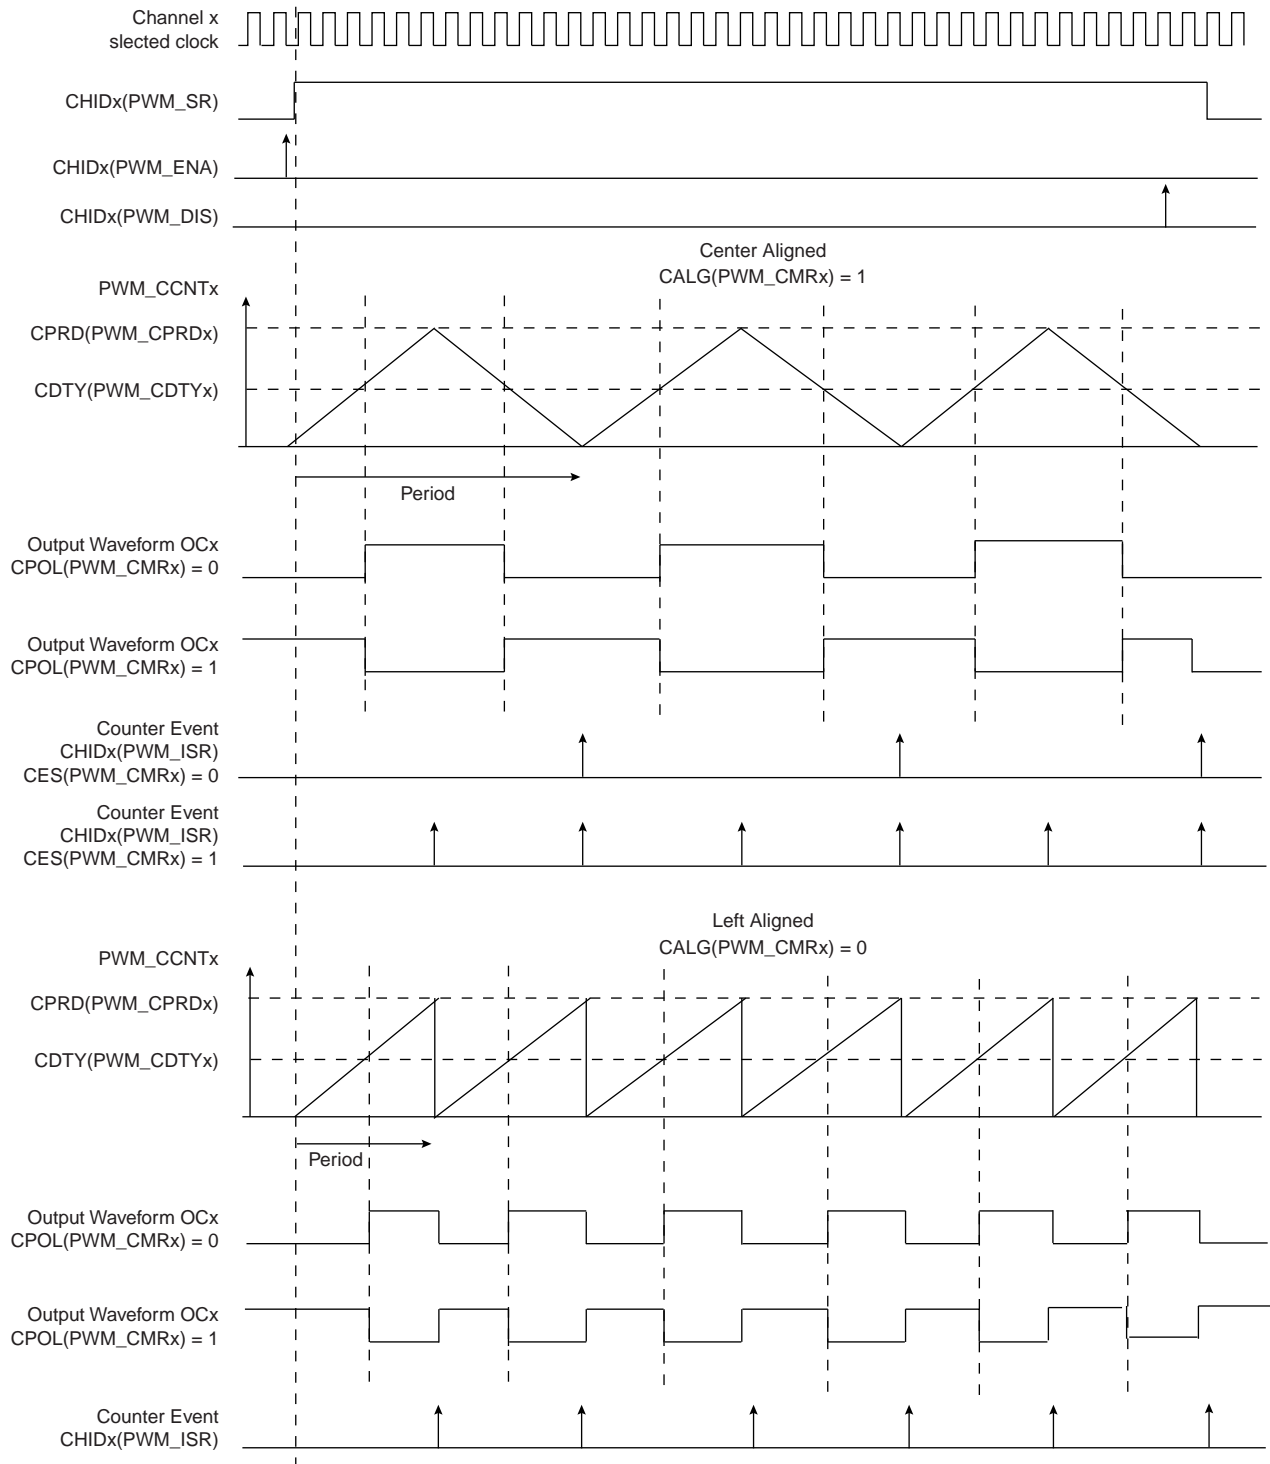 Channel x
slected clock
CHIDx(PWM_SR)
CHIDx(PWM_ENA)
CHIDx(PWM_DIS)
Center Aligned
CALG(PWM_CMRx) = 1
PWM_CCNTx
CPRD(PWM_CPRDx)
CDTY(PWM_CDTYx)
Period
Output Waveform OCx
CPOL(PWM_CMRx) = 0
Output Waveform OCx
CPOL(PWM_CMRx) = 1
Counter Event
CHIDx(PWM_ISR)
CES(PWM_CMRx) = 0
Counter Event
CHIDx(PWM_ISR)
CES(PWM_CMRx) = 1
Left Aligned
CALG(PWM_CMRx) = 0
PWM_CCNTx
CPRD(PWM_CPRDx)
CDTY(PWM_CDTYx)
Period
Output Waveform OCx
CPOL(PWM_CMRx) = 0
Output Waveform OCx
CPOL(PWM_CMRx) = 1
Counter Event
CHIDx(PWM_ISR)